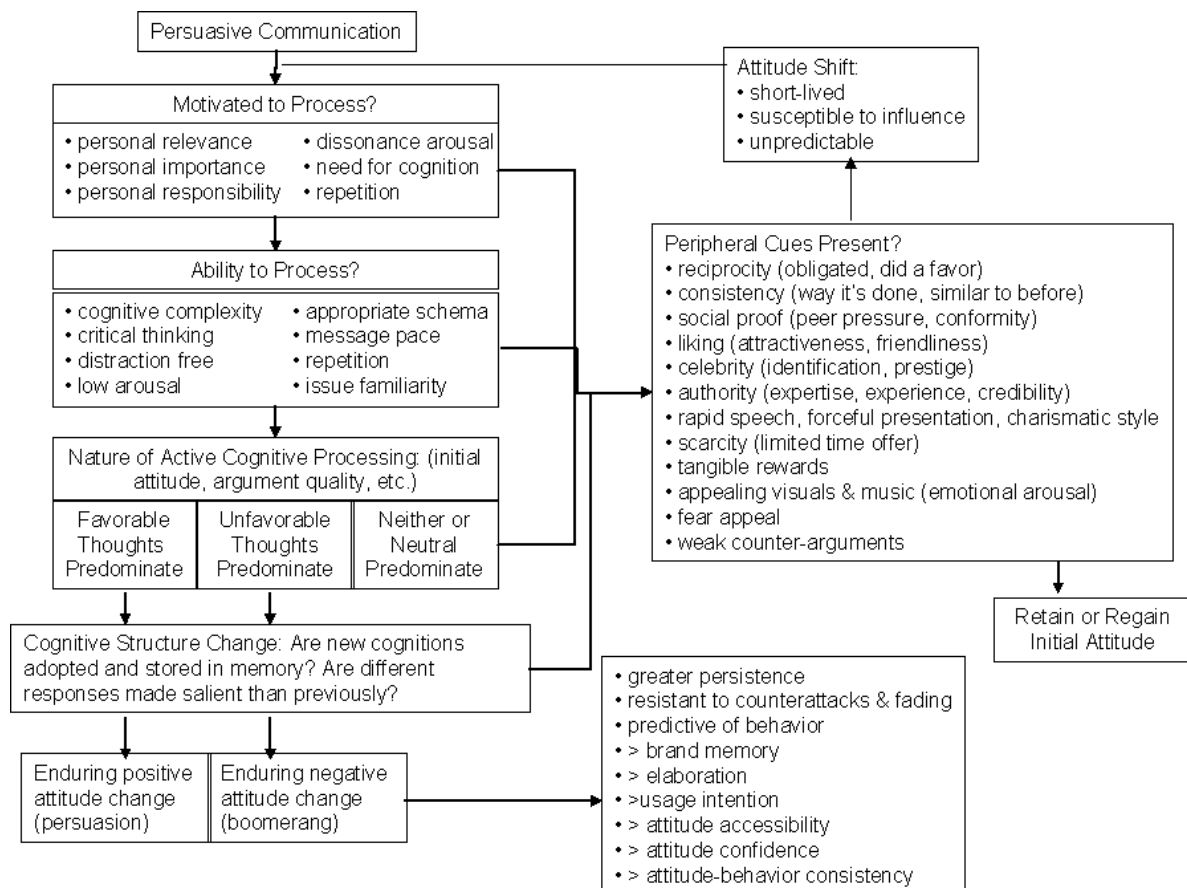 Persuasive Communication
Attitude Shift:
• short-lived
• susceptible to influence
• unpredictable
Motivated to Process?
• personal relevance
• personal importance
• personal responsibility
• dissonance arousal
• need for cognition
• repetition
Ability to Process?
• cognitive complexity
• critical thinking
• distraction free
• low arousal
• appropriate schema
• message pace
• repetition
• issue familiarity
Peripheral Cues Present?
• reciprocity (obligated, did a favor)
• consistency (way it's done, similar to before)
• social proof (peer pressure, conformity)
• liking (attractiveness, friendliness)
• celebrity (identification, prestige)
• authority (expertise, experience, credibility)
• rapid speech, forceful presentation, charismatic style
• scarcity (limited time offer)
• tangible rewards
• appealing visuals & music (emotional arousal)
• fear appeal
• weak counter-arguments
Nature of Active Cognitive Processing: (initial
attitude, argument quality, etc.)
Favorable
Thoughts
Predominate
Unfavorable
Thoughts
Predominate
Neither or
Neutral
Predominate
Retain or Regain
Initial Attitude
Cognitive Structure Change: Are new cognitions
adopted and stored in memory? Are different
responses made salient than previously?
Enduring positive
attitude change
(persuasion)
Enduring negative
attitude change
(boomerang)
• greater persistence
• resistant to counterattacks & fading
• predictive of behavior
• > brand memory
• > elaboration
• >usage intention
• > attitude accessibility
• > attitude confidence
• > attitude-behavior consistency